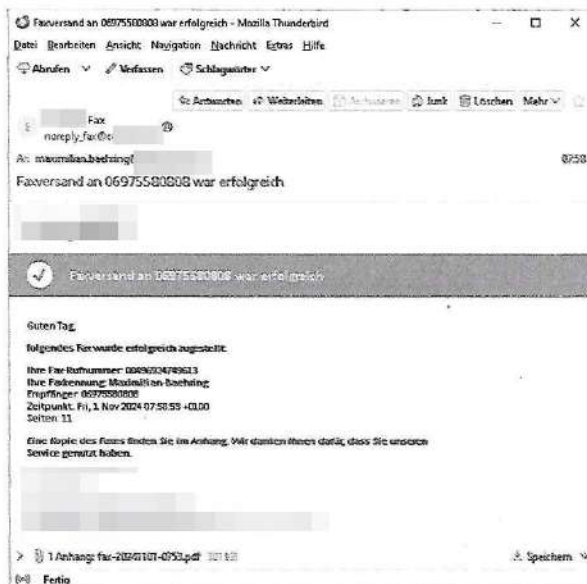 Faxversand an 06975580808 war erfolgreich - Mozilla Thunderbird
Datei Bearbeiten Ansicht Navigation Nachricht Extras Hilfe
Abrufen Verfassen Schlagwörter
Antworten Weiterleiten Archivieren Junk Löschen Mehr
Fax
noreply_fax@
An maximilian.baehring@
07:58
Faxversand an 06975580808 war erfolgreich
Faxversand an 06975580808 war erfolgreich
Guten Tag,
folgendes Fax wurde erfolgreich zugestellt:
Ihre Fax-Rufnummer: 00496934749613
Ihre Faxkennung: Maximilian-Baehring
Empfänger: 06975580808
Zeitpunkt: Fri, 1 Nov 2024 07:58:53 +0100
Seiten: 11
Eine Kopie des Faxes finden Sie im Anhang. Wir danken Ihnen dafür, dass Sie unseren
Service genutzt haben.
1 Anhang: fax-20241101-0753.pdf
Speichern
Fertig